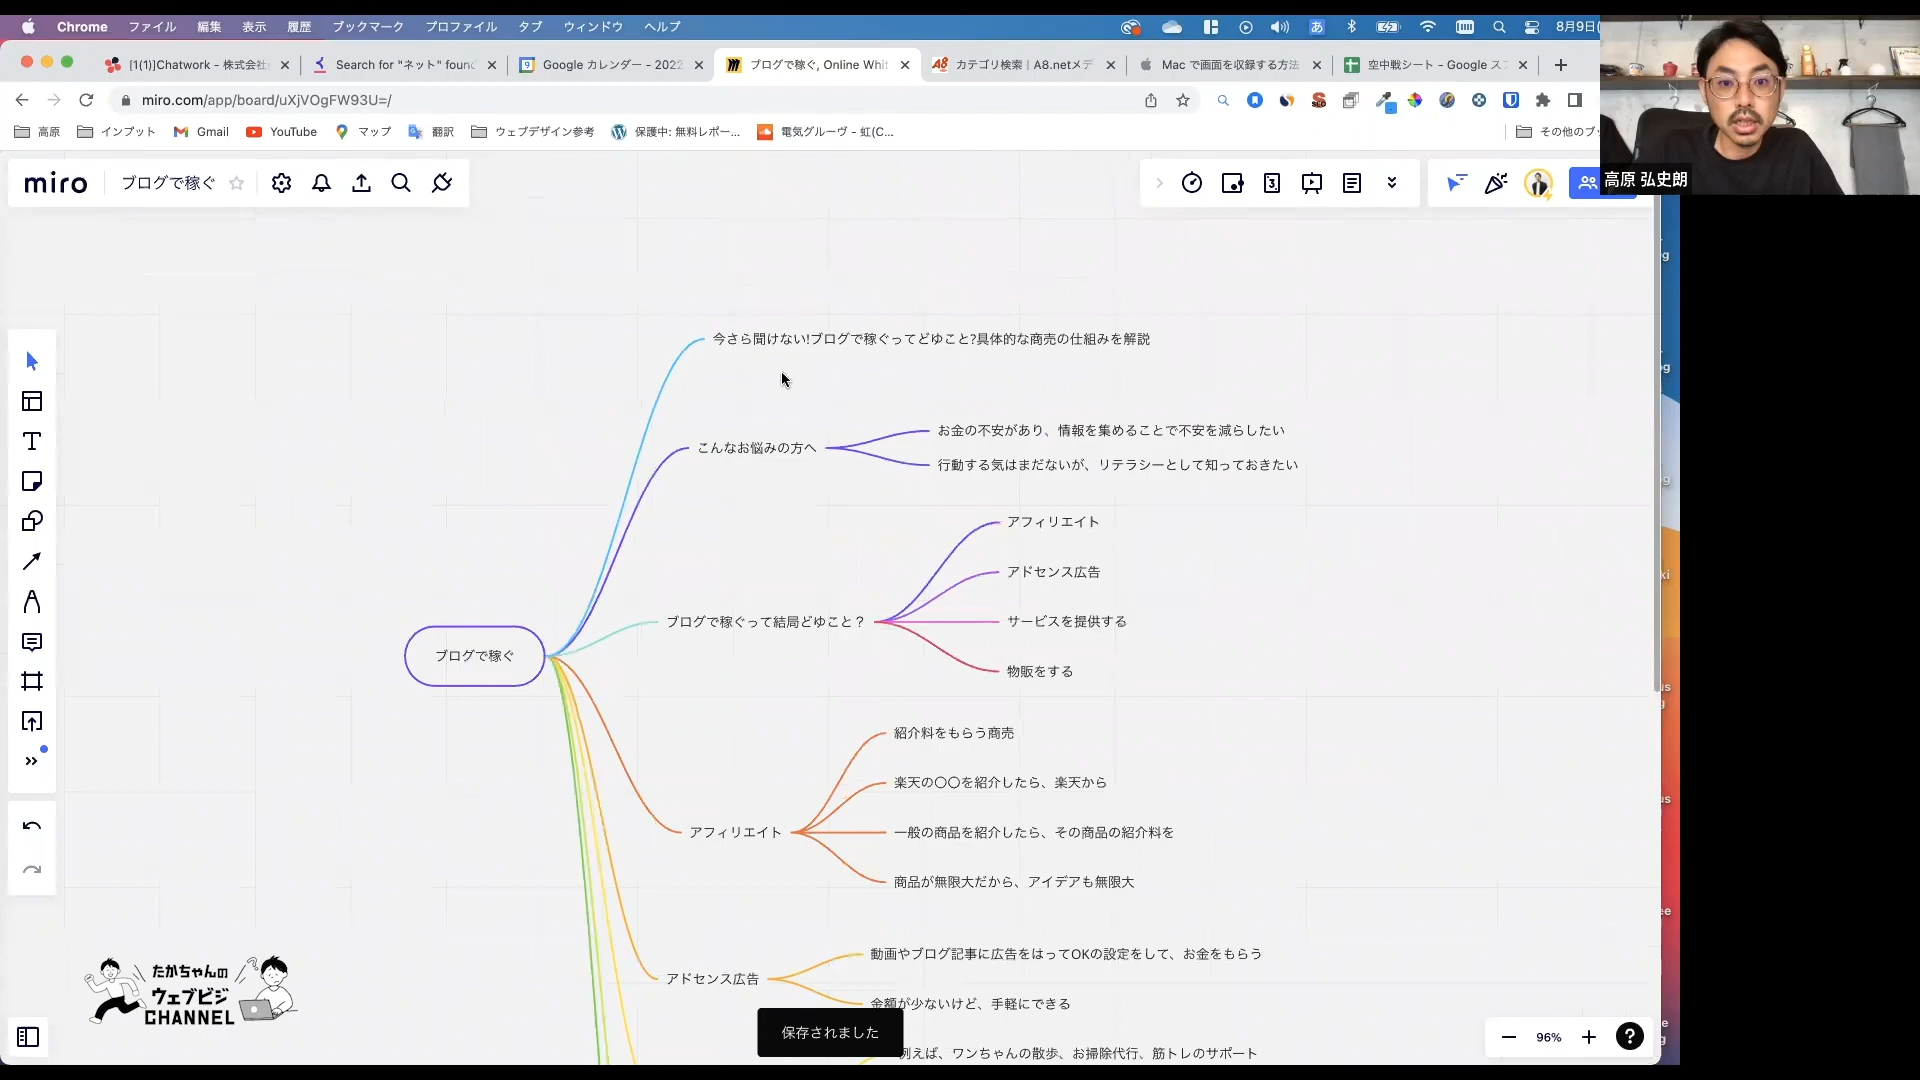 Chrome ファイル 編集 表示 履歴 ブックマーク プロファイル タブ ウィンドウ ヘルプ
あ
8月9日(
[1(1)]Chatwork - 株式会社
Search for "ネット" found
Google カレンダー - 2022
ブログで稼ぐ, Online Whit
A8 カテゴリ検索 | A8.netメデ
Mac で画面を収録する方法
空中戦シート - Google ス
miro.com/app/board/uXjVOgFW93U=/
高原
インプット
Gmail
YouTube
マップ
翻訳
ウェブデザイン参考
保護中: 無料レポー...
電気グルーヴ - 虹(C...
その他のブッ
miro ブログで稼ぐ
高原 弘史朗
今さら聞けない!ブログで稼ぐってどゆこと?具体的な商売の仕組みを解説
こんなお悩みの方へ
お金の不安があり、情報を集めることで不安を減らしたい
行動する気はまだないが、リテラシーとして知っておきたい
ブログで稼ぐって結局どゆこと？
アフィリエイト
アドセンス広告
サービスを提供する
物販をする
ブログで稼ぐ
アフィリエイト
紹介料をもらう商売
楽天の〇〇を紹介したら、楽天から
一般の商品を紹介したら、その商品の紹介料を
商品が無限大だから、アイデアも無限大
アドセンス広告
動画やブログ記事に広告をはってOKの設定をして、お金をもらう
金額が少ないけど、手軽にできる
例えば、ワンちゃんの散歩、お掃除代行、筋トレのサポート
保存されました
たかちゃんの
ウェブビジ
CHANNEL
96%
?